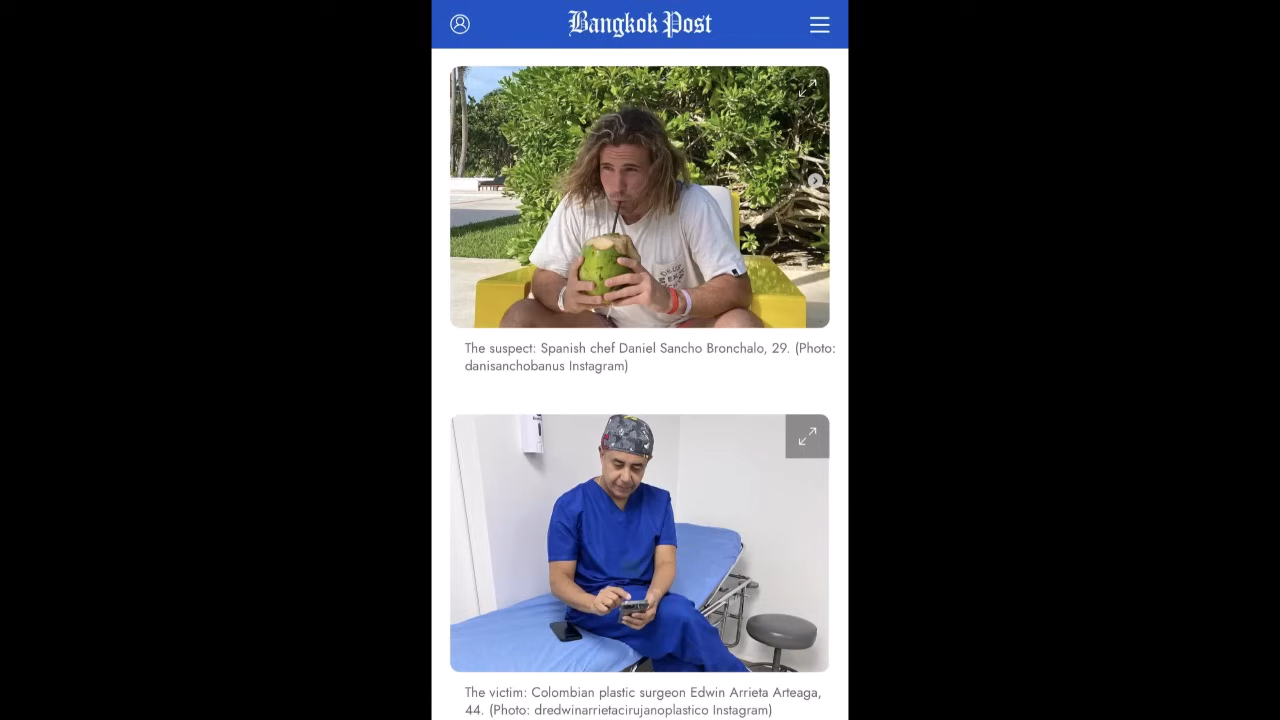 Bangkok Post
The suspect: Spanish chef Daniel Sancho Bronchalo, 29. (Photo:
danisanchobanus Instagram)
The victim: Colombian plastic surgeon Edwin Arrieta Arteaga,
44. (Photo: dredwinarrietacirujanoplastico Instagram)